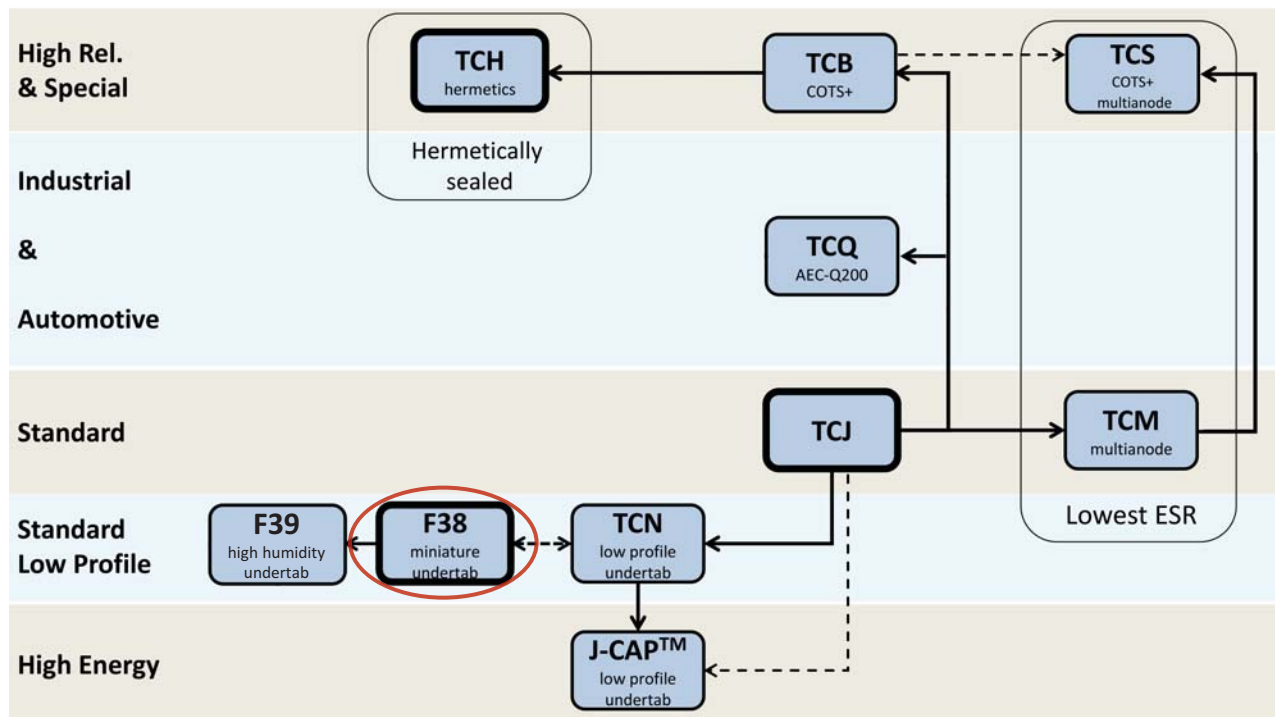 High Rel.
& Special
TCH
hermetics
TCB
COTS+
TCS
COTS+
multianode
Hermetically
sealed
Industrial
&
Automotive
TCQ
AEC-Q200
Standard
TCJ
TCM
multianode
Lowest ESR
Standard
Low Profile
F39
high humidity
undertab
F38
miniature
undertab
TCN
low profile
undertab
High Energy
J-CAP™
low profile
undertab